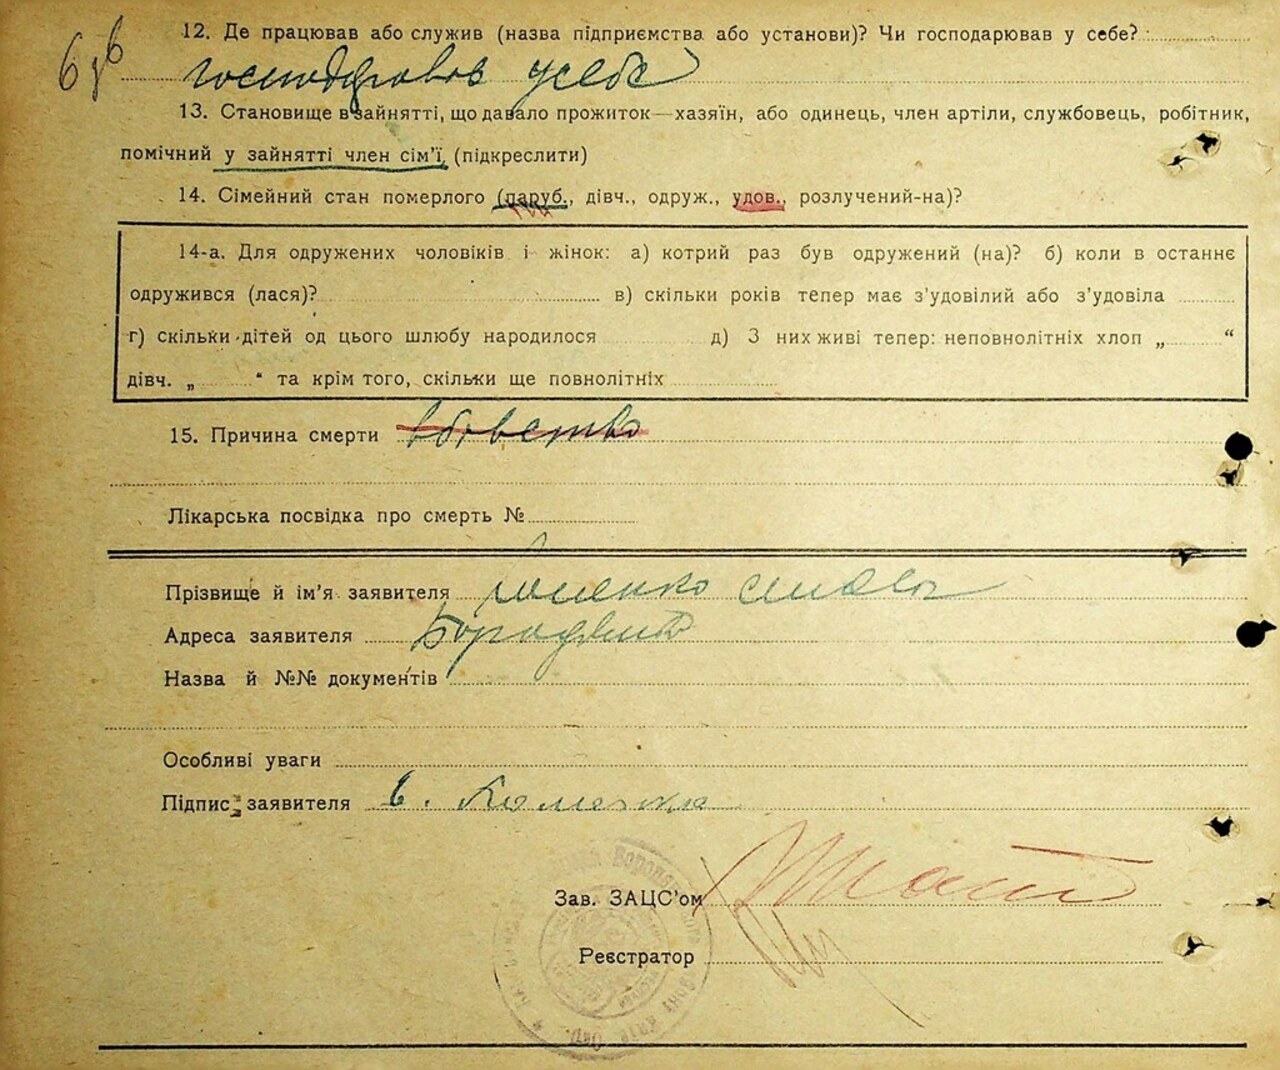 12. Де працював або служив (назва підприємства або установи)? Чи господарював у себе?
господарював у себе
13. Становище в зайнятті, що давало прожиток—хазяїн, або одинець, член артілі, службовець, робітник,
помічний у зайнятті член сім'ї (підкреслити)
14. Сімейний стан померлого (паруб., дівч., одруж., удов., розлучений-на)?
14-а. Для одружених чоловіків і жінок: а) котрий раз був одружений (на)? б) коли в останнє
одружився (лася)? в) скільки років тепер має з'удовілий або з'удовіла
г) скільки дітей од цього шлюбу народилося д) З них живі тепер: неповнолітніх хлоп „ “
дівч. „ “ та крім того, скільки ще повнолітніх
15. Причина смерти вбовство
Лікарська посвідка про смерть №
Прізвище й ім'я заявителя
Адреса заявителя Бородянка
Назва й №№ документів
Особливі уваги
Підпис заявителя
Зав. ЗАЦС'ом
Реєстратор